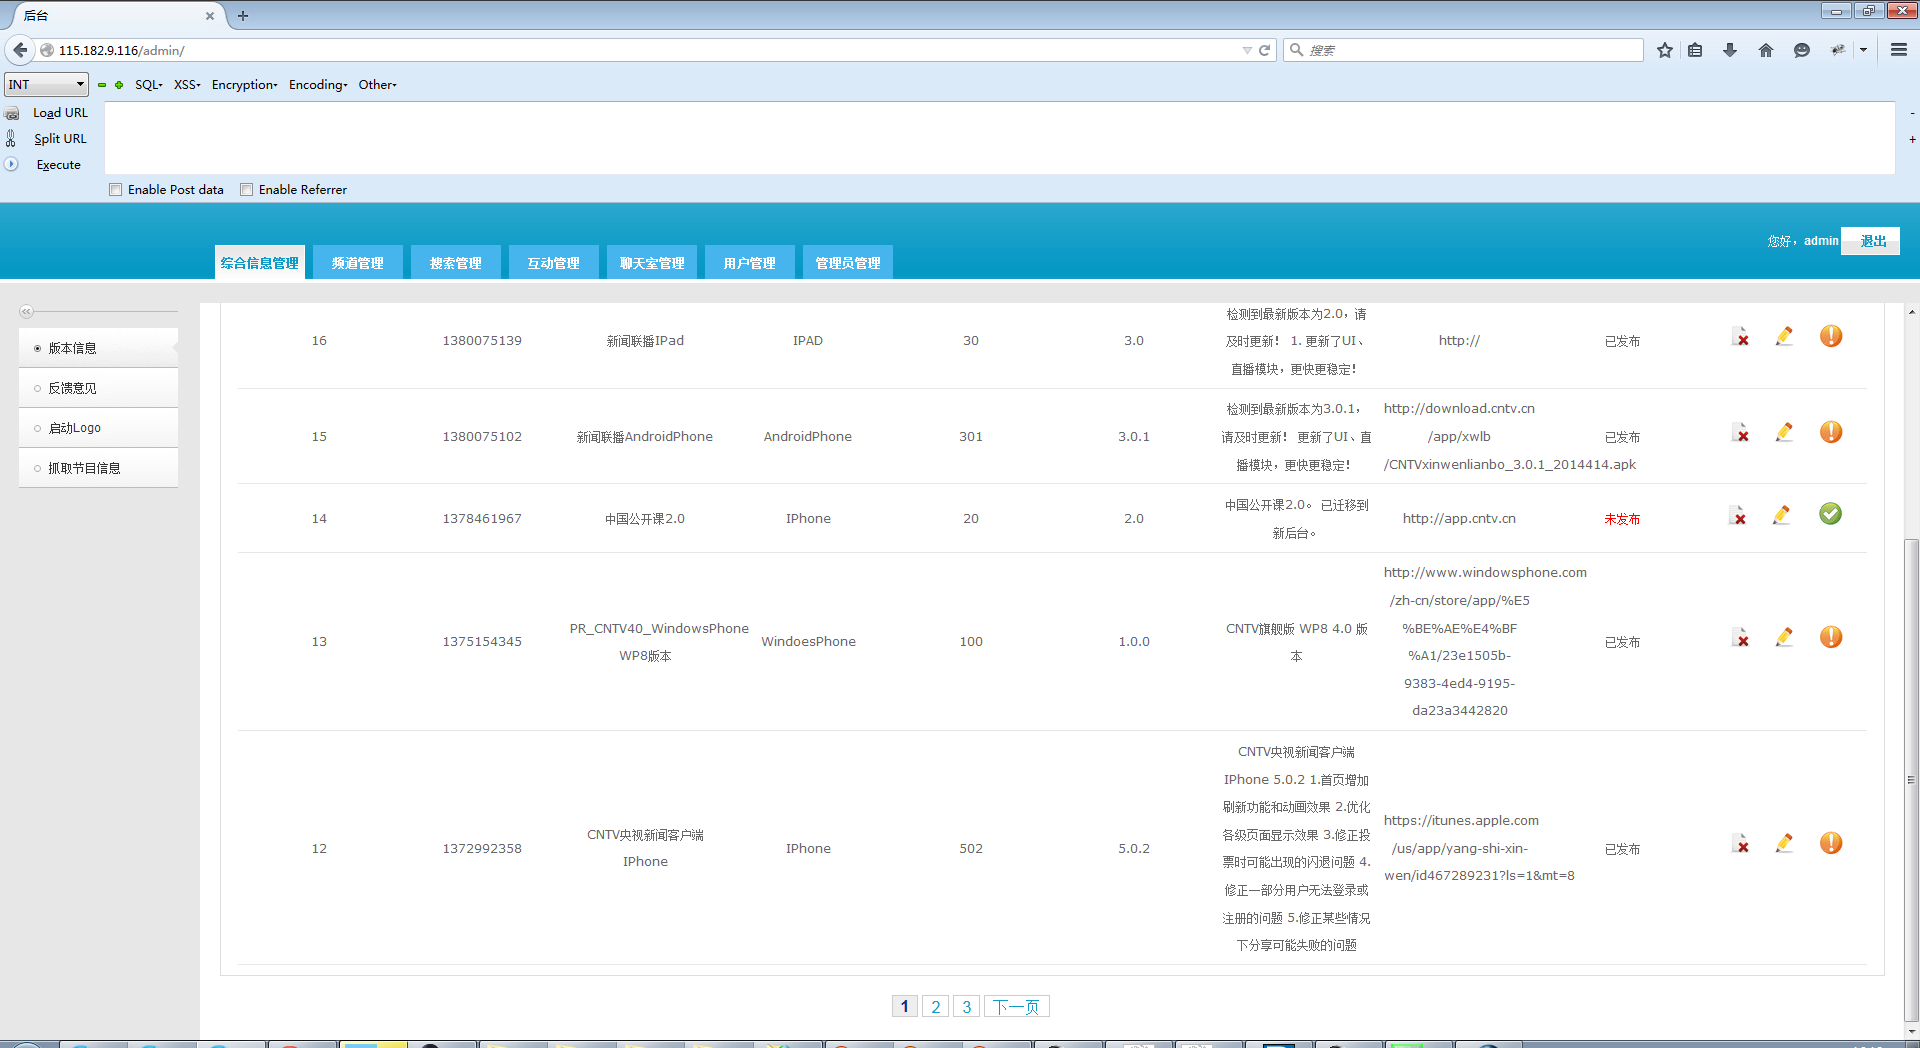 后台
115.182.9.116/admin/
搜索
INT
SQL
XSS
Encryption
Encoding
Other
Load URL
Split URL
Execute
Enable Post data
Enable Referrer
您好，admin
退出
综合信息管理
频道管理
搜索管理
互动管理
聊天室管理
用户管理
管理员管理
版本信息
反馈意见
启动Logo
抓取节目信息
16
1380075139
新闻联播IPad
IPAD
30
3.0
检测到最新版本为2.0，请
及时更新！ 1. 更新了UI、
直播模块，更快更稳定！
http://
已发布
15
1380075102
新闻联播AndroidPhone
AndroidPhone
301
3.0.1
检测到最新版本为3.0.1，
请及时更新！ 更新了UI、直
播模块，更快更稳定！
http://download.cntv.cn
/app/xwlb
/CNTVxinwenlianbo_3.0.1_2014414.apk
已发布
14
1378461967
中国公开课2.0
IPhone
20
2.0
中国公开课2.0。 已迁移到
新后台。
http://app.cntv.cn
未发布
13
1375154345
PR_CNTV40_WindowsPhone
WP8版本
WindoesPhone
100
1.0.0
CNTV旗舰版 WP8 4.0 版
本
http://www.windowsphone.com
/zh-cn/store/app/%E5
%BE%AE%E4%BF
%A1/23e1505b-
9383-4ed4-9195-
da23a3442820
已发布
12
1372992358
CNTV央视新闻客户端
IPhone
IPhone
502
5.0.2
CNTV央视新闻客户端
IPhone 5.0.2 1.首页增加
刷新功能和动画效果 2.优化
各级页面显示效果 3.修正投
票时可能出现的闪退问题 4.
修正一部分用户无法登录或
注册的问题 5.修正某些情况
下分享可能失败的问题
https://itunes.apple.com
/us/app/yang-shi-xin-
wen/id467289231?ls=1&mt=8
已发布
1
2
3
下一页